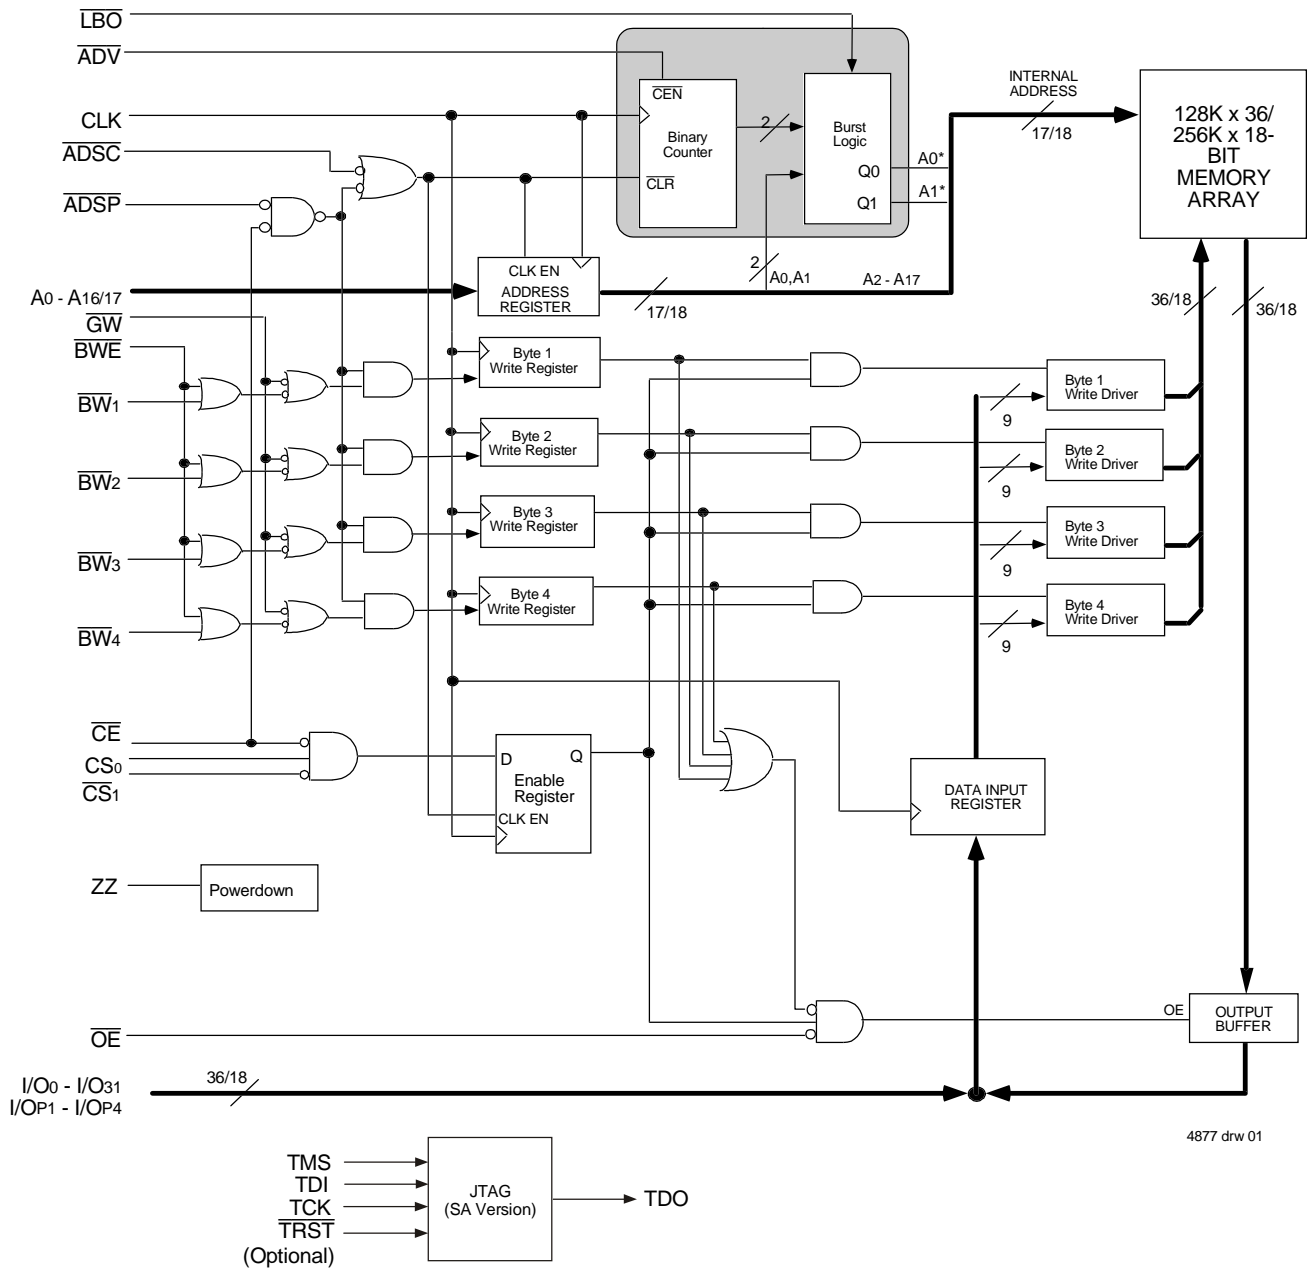 LBO
ADV
CLK
ADSC
ADSP
CEN
Binary
Counter
CLR
2
Burst
Logic
Q0
Q1
A0*
A1*
INTERNAL
ADDRESS
17/18
128K x 36/
256K x 18-
BIT
MEMORY
ARRAY
A0 - A16/17
CLK EN
ADDRESS
REGISTER
17/18
2
A0,A1
A2 - A17
36/18
36/18
GW
BWE
BW1
Byte 1
Write Register
9
Byte 1
Write Driver
BW2
Byte 2
Write Register
9
Byte 2
Write Driver
BW3
Byte 3
Write Register
9
Byte 3
Write Driver
BW4
Byte 4
Write Register
9
Byte 4
Write Driver
CE
CS0
CS1
D
Q
Enable
Register
CLK EN
DATA INPUT
REGISTER
ZZ
Powerdown
OE
OE
OUTPUT
BUFFER
I/O0 - I/O31
I/OP1 - I/OP4
36/18
4877 drw 01
TMS
TDI
TCK
TRST
(Optional)
JTAG
(SA Version)
TDO